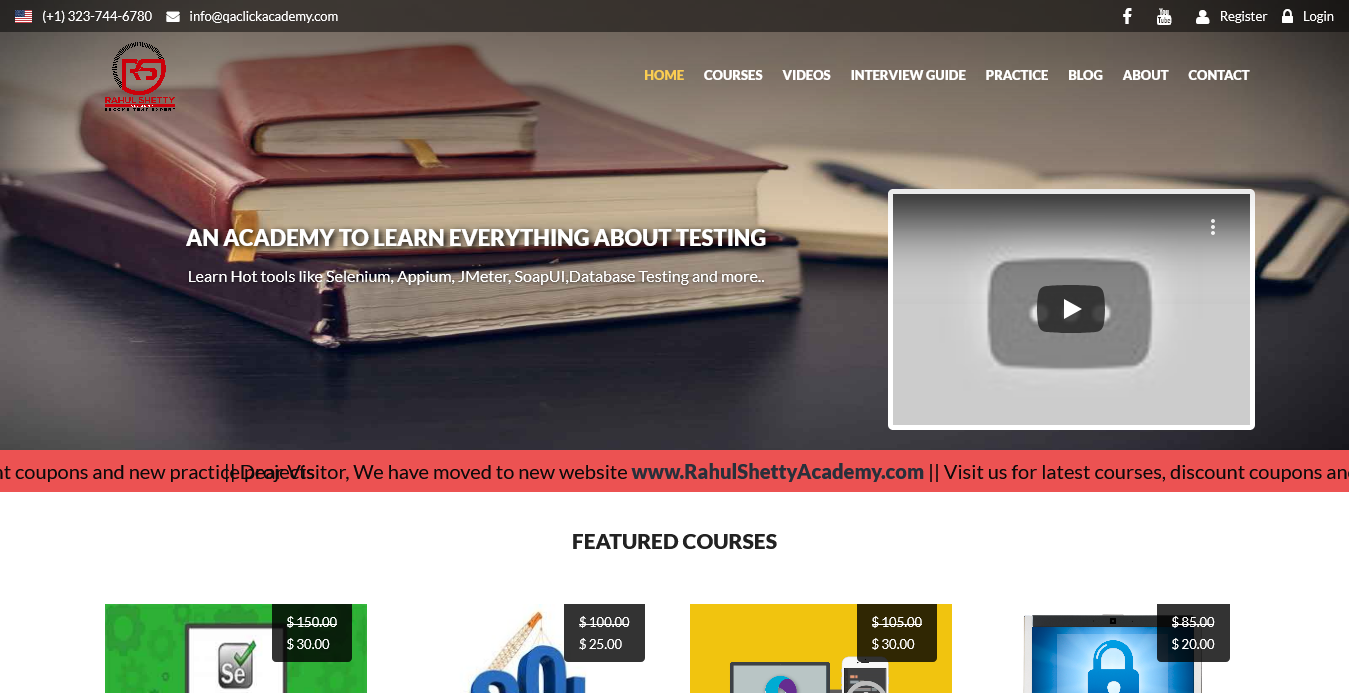 (+1) 323-744-6780 info@qaclickacademy.com Register Login
RAHUL SHETTY
HOME COURSES VIDEOS INTERVIEW GUIDE PRACTICE BLOG ABOUT CONTACT
AN ACADEMY TO LEARN EVERYTHING ABOUT TESTING
Learn Hot tools like Selenium, Appium, JMeter, SoapUI,Database Testing and more..
nt coupons and new practice Projects
|| Dear Visitor, We have moved to new website www.RahulShettyAcademy.com || Visit us for latest courses, discount coupons an
FEATURED COURSES
$ 150.00
$ 30.00
Se
$ 100.00
$ 25.00
$ 105.00
$ 30.00
$ 85.00
$ 20.00